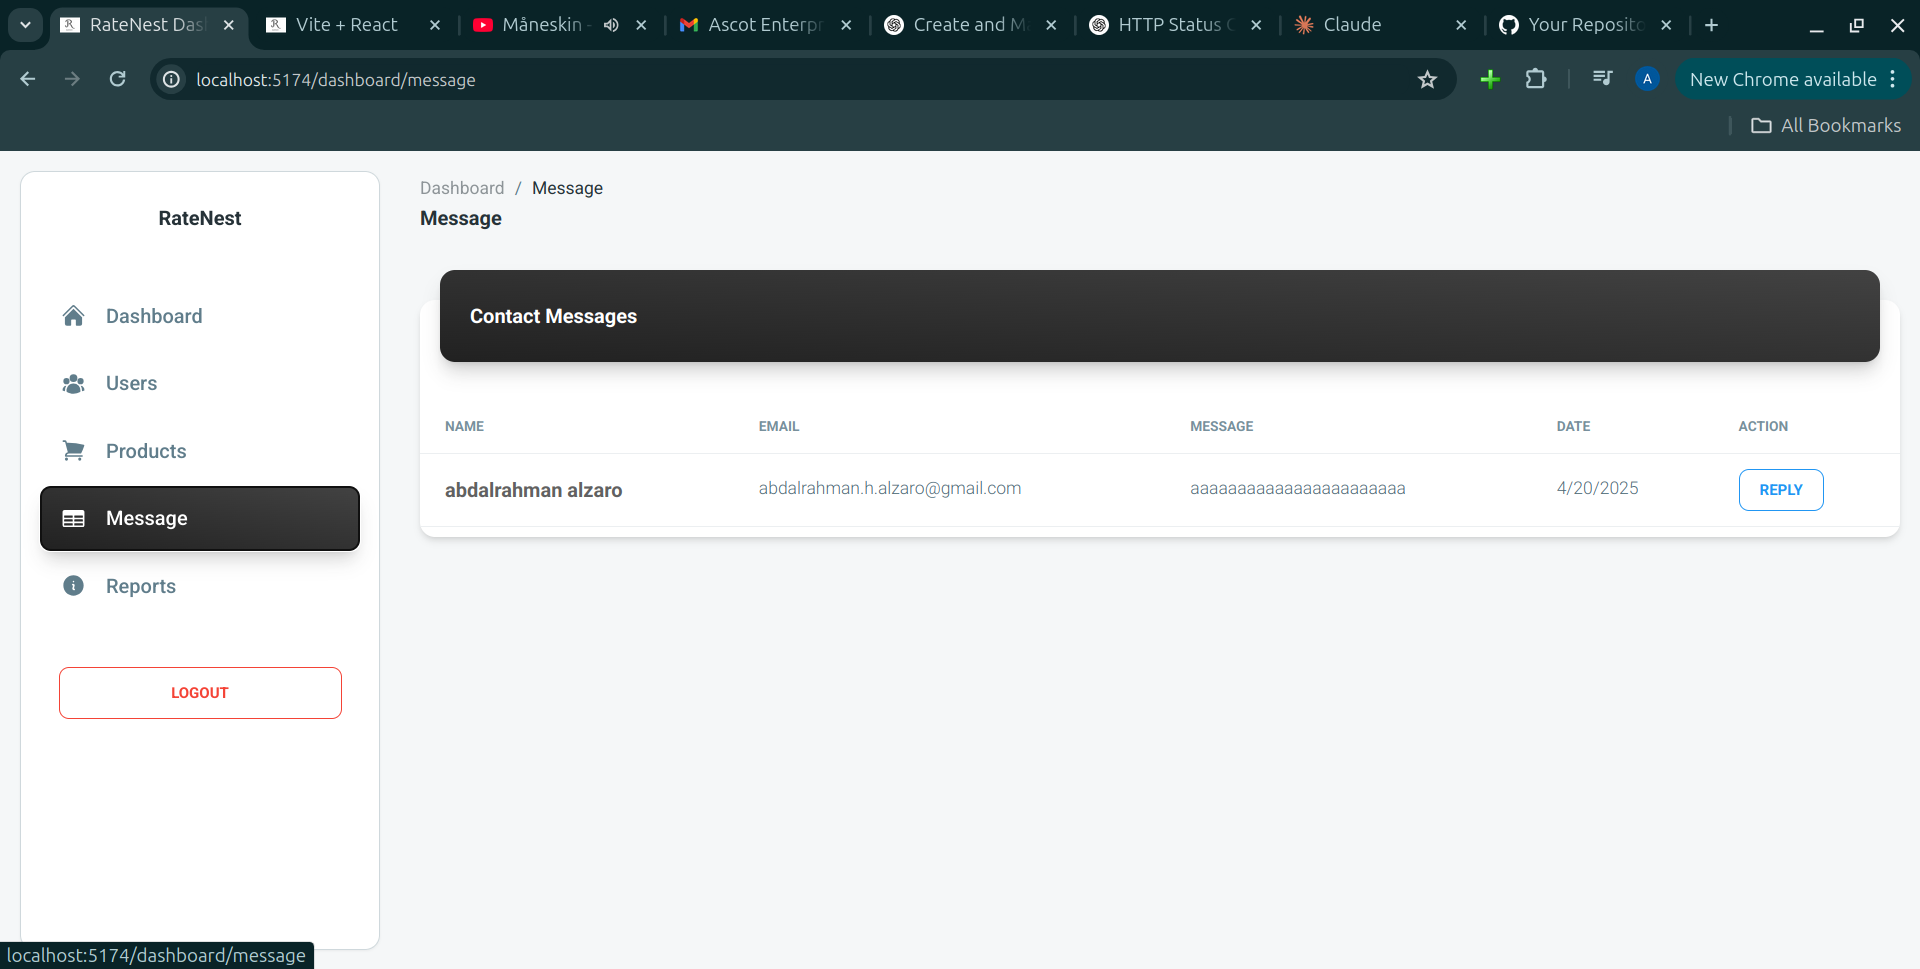 RateNest Das
Vite + React
Måneskin -
Ascot Enterpr
Create and M
HTTP Status C
Claude
Your Reposito
localhost:5174/dashboard/message
A
New Chrome available
All Bookmarks
RateNest
Dashboard
Users
Products
Message
Reports
LOGOUT
Dashboard / Message
Message
Contact Messages
NAME EMAIL MESSAGE DATE ACTION
abdalrahman alzaro abdalrahman.h.alzaro@gmail.com aaaaaaaaaaaaaaaaaaaaaaa 4/20/2025 REPLY
localhost:5174/dashboard/message